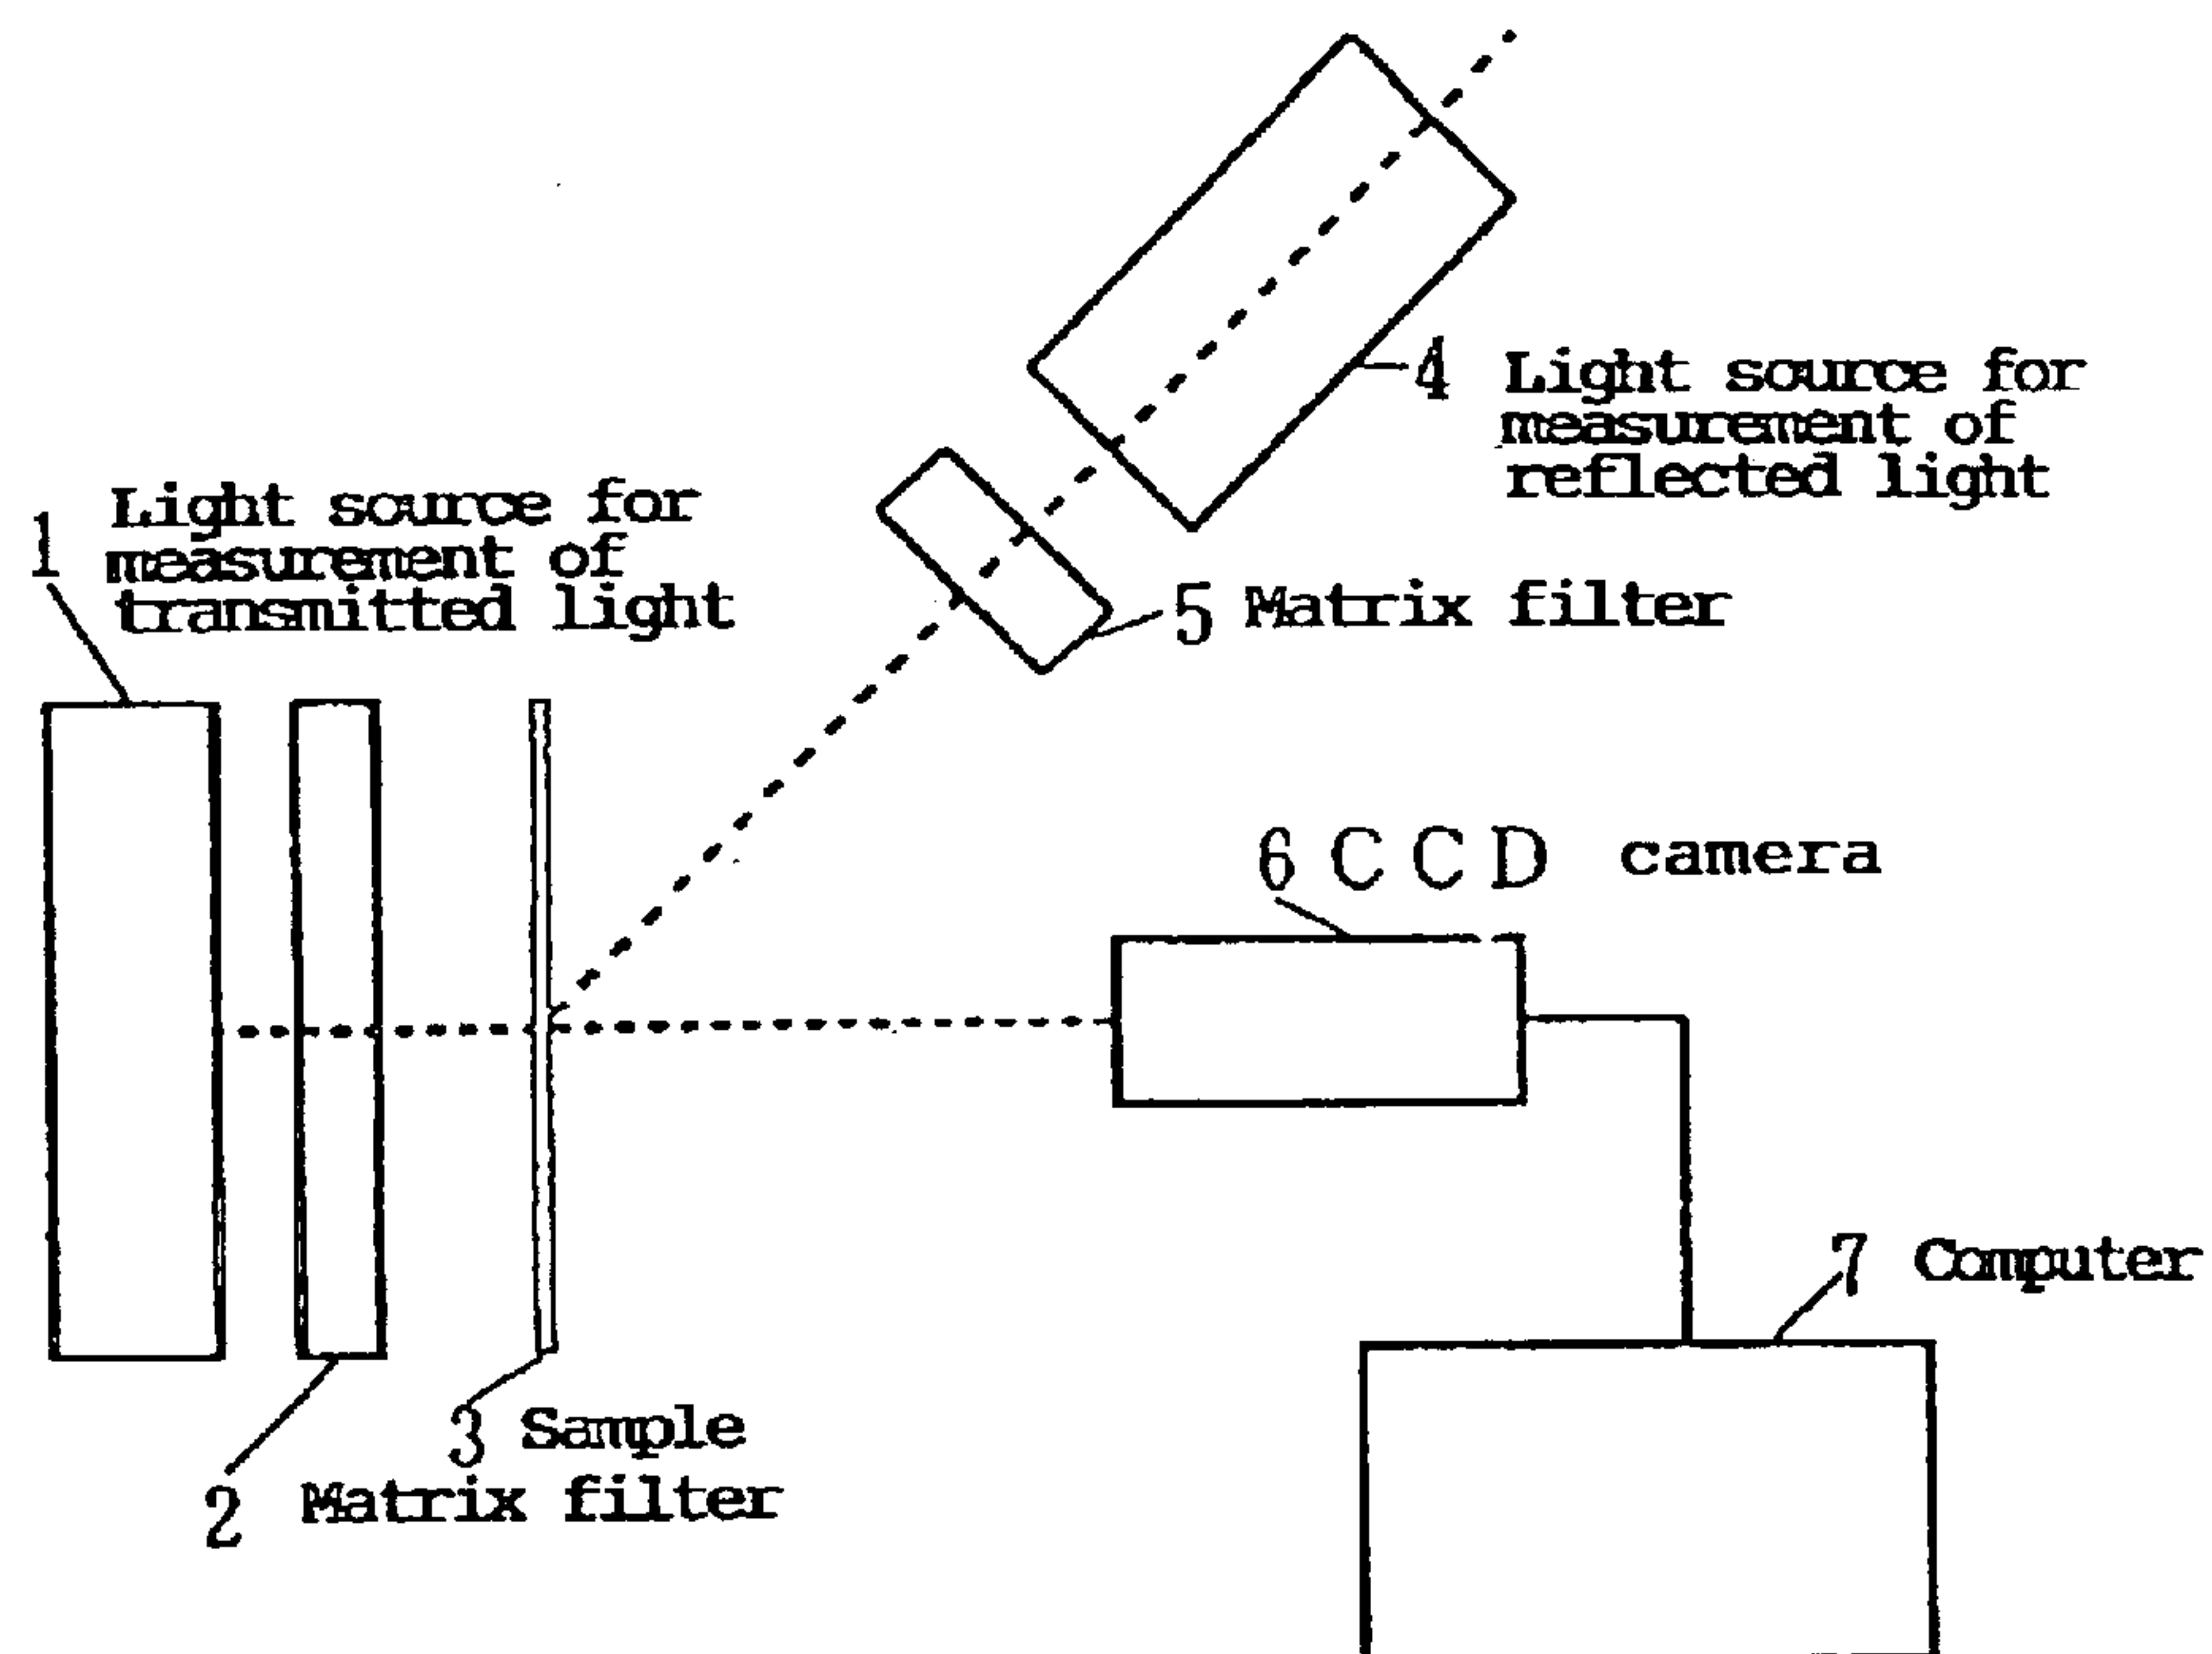 4 Light source for
measurement of
reflected light
1 Light source for
measurement of
transmitted light
5 Matrix filter
6 CCD camera
7 Computer
3 Sample
2 Matrix filter